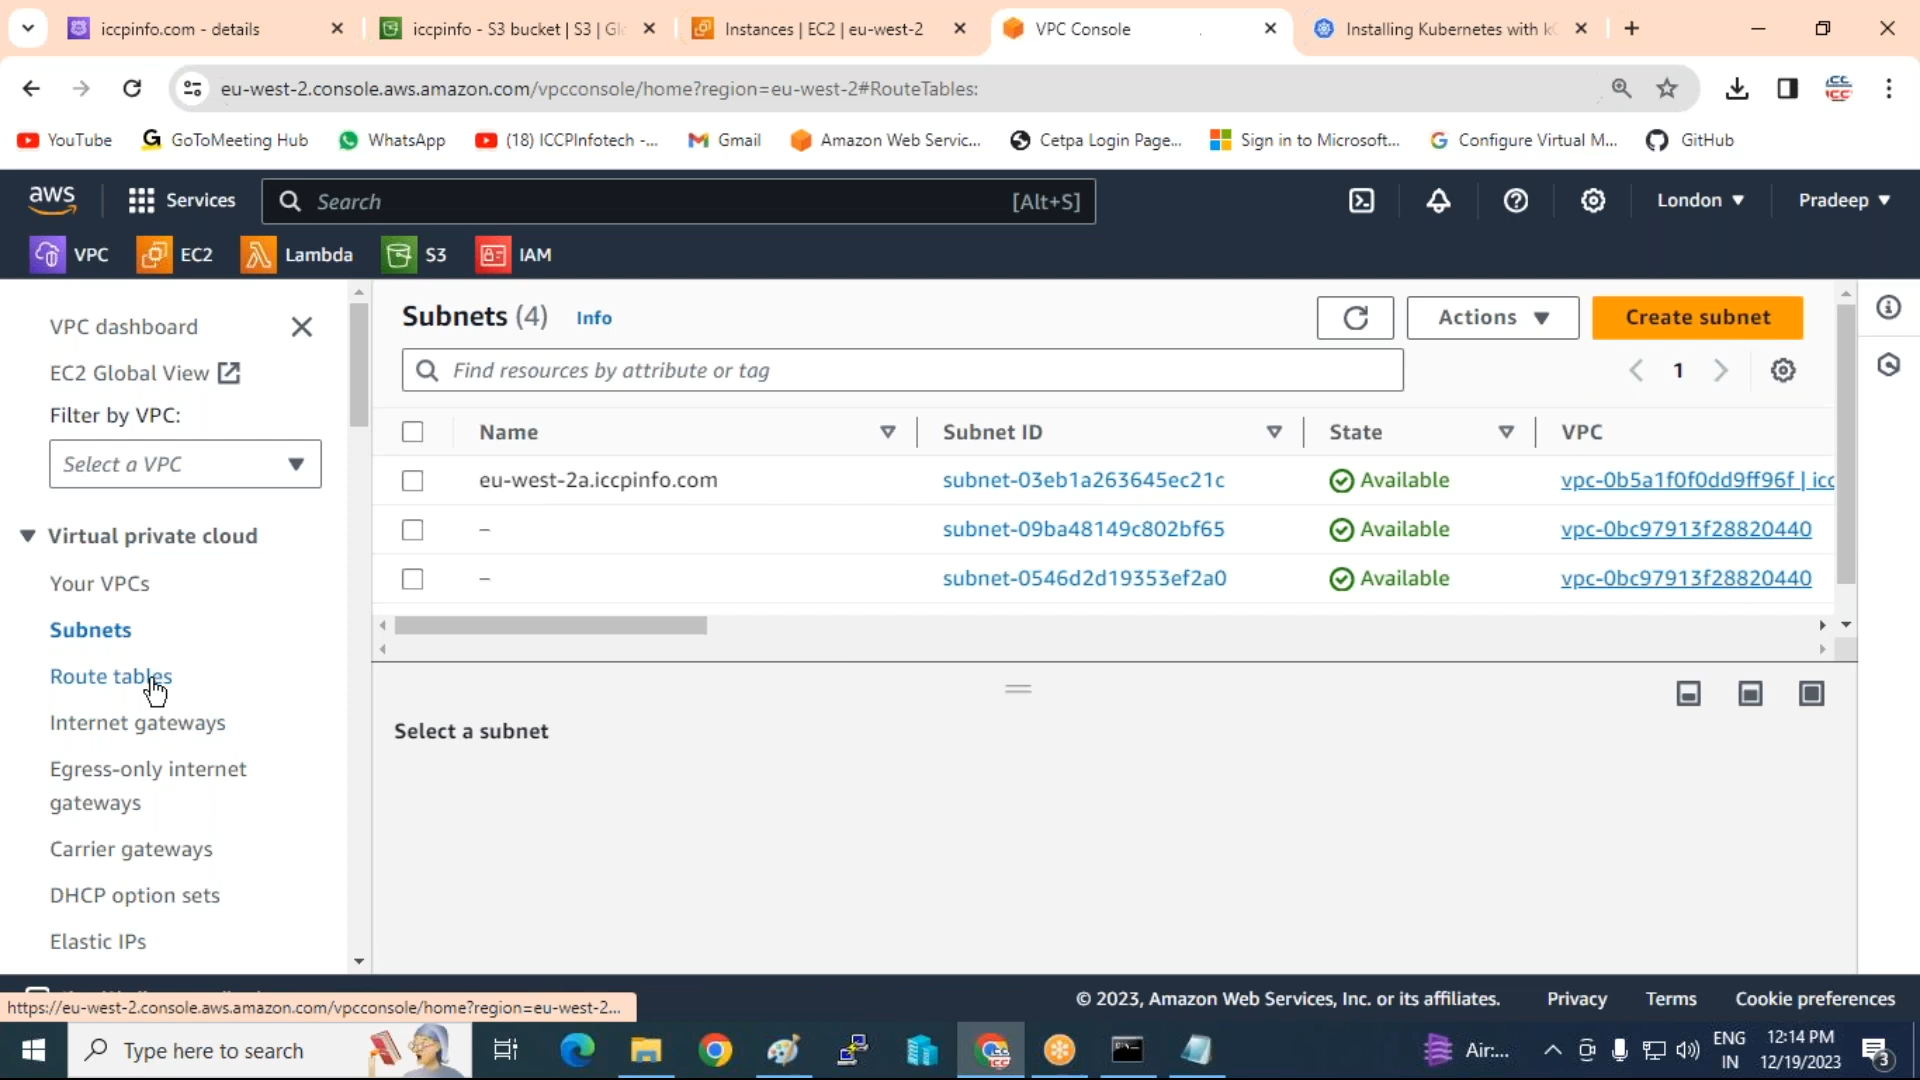 iccpinfo.com - details
iccpinfo - S3 bucket | S3 | Gl
Instances | EC2 | eu-west-2
VPC Console
Installing Kubernetes with k
eu-west-2.console.aws.amazon.com/vpcconsole/home?region=eu-west-2#RouteTables:
YouTube
GoToMeeting Hub
WhatsApp
(18) ICCPInfotech -...
Gmail
Amazon Web Servic...
Cetpa Login Page...
Sign in to Microsoft...
Configure Virtual M...
GitHub
aws
Services
Search
[Alt+S]
London
Pradeep
VPC
EC2
Lambda
S3
IAM
VPC dashboard
EC2 Global View
Filter by VPC:
Select a VPC
Virtual private cloud
Your VPCs
Subnets
Route tables
Internet gateways
Egress-only internet
gateways
Carrier gateways
DHCP option sets
Elastic IPs
Subnets (4) Info
Actions
Create subnet
Find resources by attribute or tag
1
Name
Subnet ID
State
VPC
eu-west-2a.iccpinfo.com
subnet-03eb1a263645ec21c
Available
vpc-0b5a1f0f0dd9ff96f | icc
–
subnet-09ba48149c802bf65
Available
vpc-0bc97913f28820440
–
subnet-0546d2d19353ef2a0
Available
vpc-0bc97913f28820440
Select a subnet
https://eu-west-2.console.aws.amazon.com/vpcconsole/home?region=eu-west-2...
© 2023, Amazon Web Services, Inc. or its affiliates.
Privacy
Terms
Cookie preferences
Type here to search
Air:...
ENG
IN
12:14 PM
12/19/2023
3